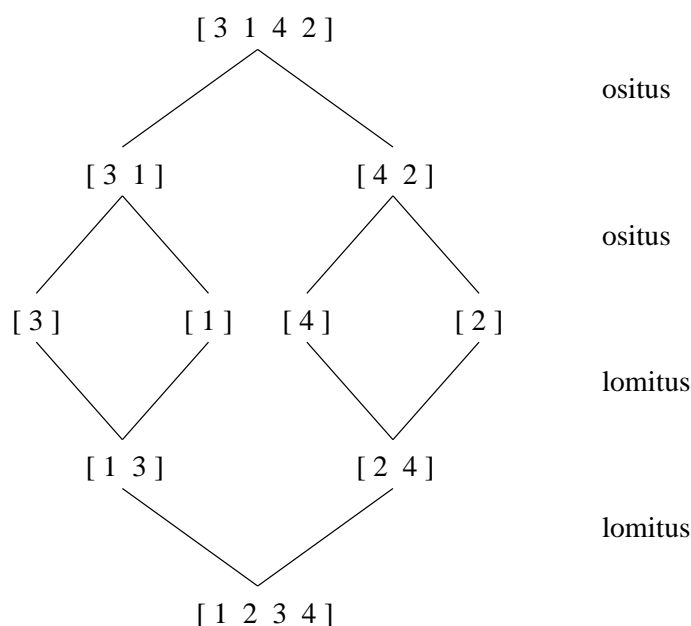 [ 3 1 4 2 ]
ositus
[ 3 1 ] [ 4 2 ]
ositus
[ 3 ] [ 1 ] [ 4 ] [ 2 ]
lomitus
[ 1 3 ] [ 2 4 ]
lomitus
[ 1 2 3 4 ]